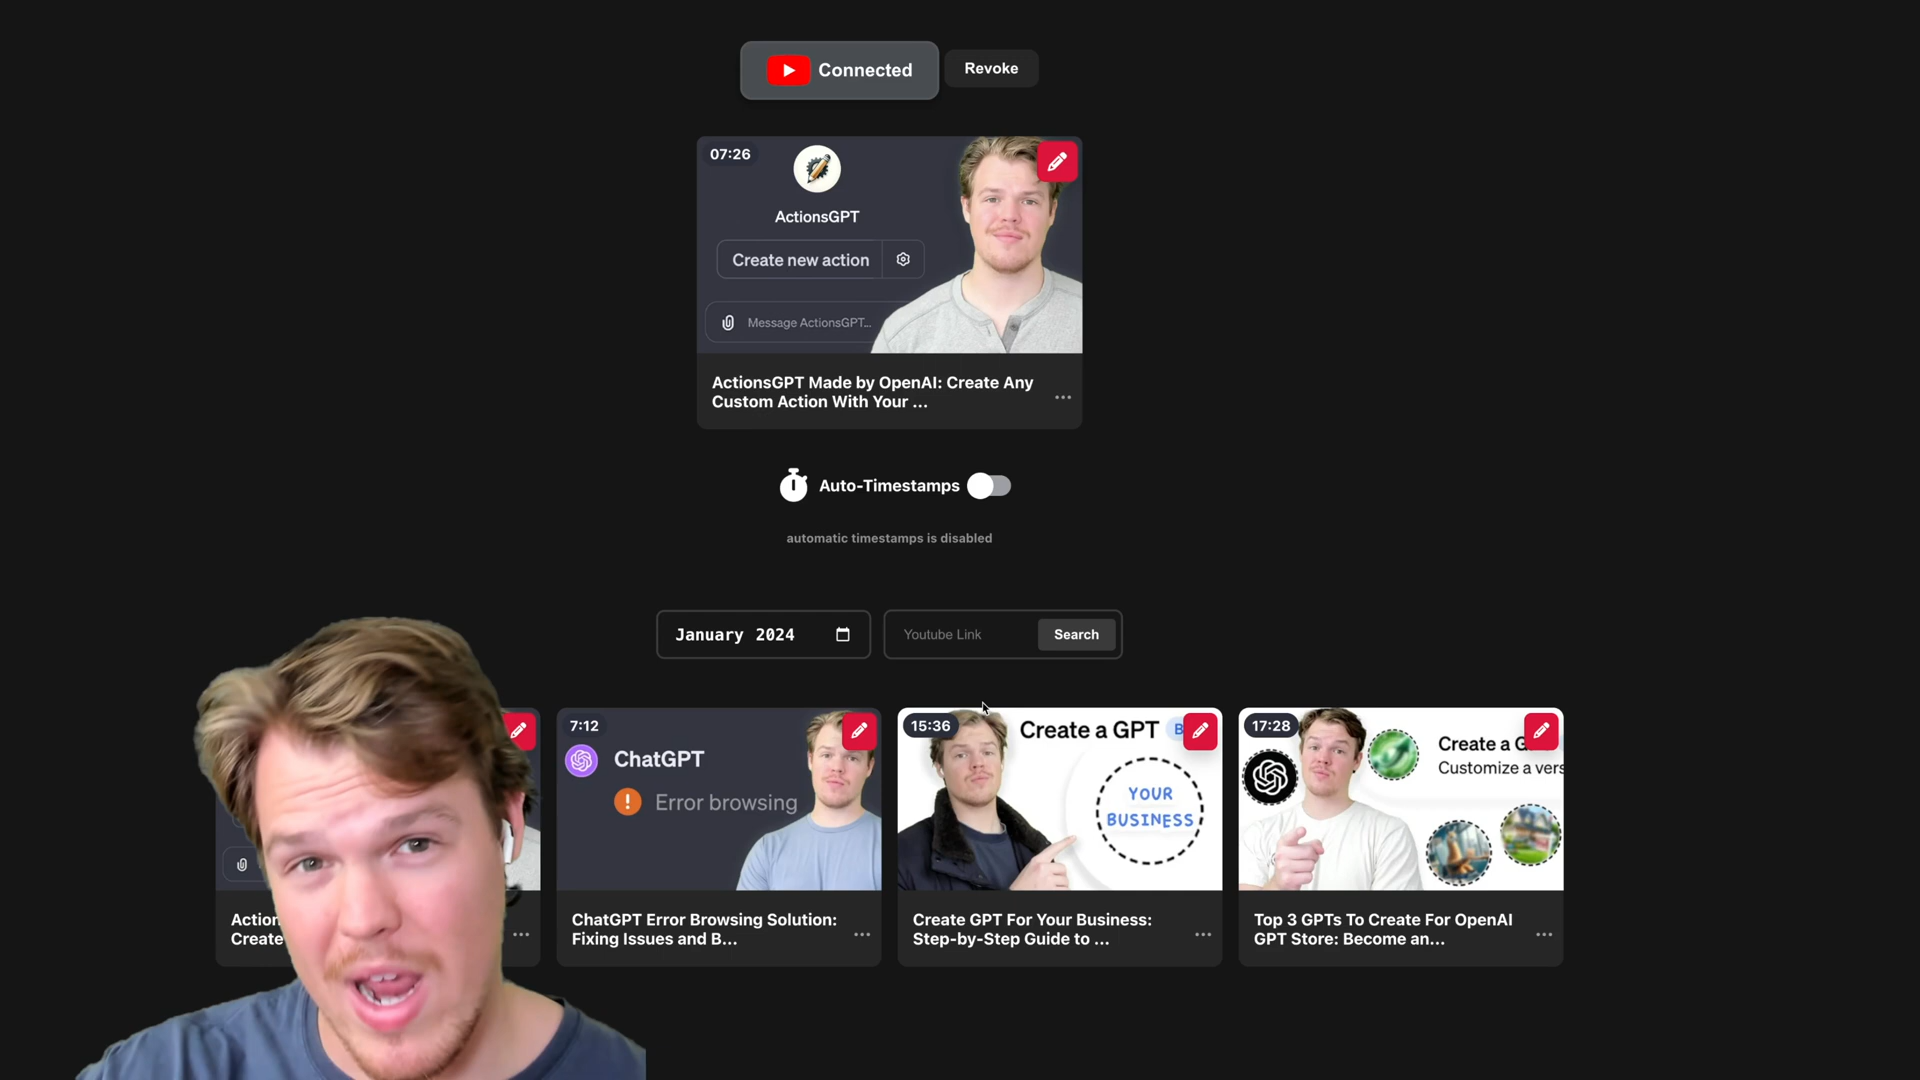 Connected
Revoke
07:26
ActionsGPT
Create new action
Message ActionsGPT...
ActionsGPT Made by OpenAI: Create Any
Custom Action With Your ...
Auto-Timestamps
automatic timestamps is disabled
January 2024
Youtube Link
Search
Action
Create
7:12
ChatGPT
! Error browsing
ChatGPT Error Browsing Solution:
Fixing Issues and B...
15:36
Create a GPT B
YOUR
BUSINESS
Create GPT For Your Business:
Step-by-Step Guide to ...
17:28
Create a G
Customize a vers
Top 3 GPTs To Create For OpenAI
GPT Store: Become an...